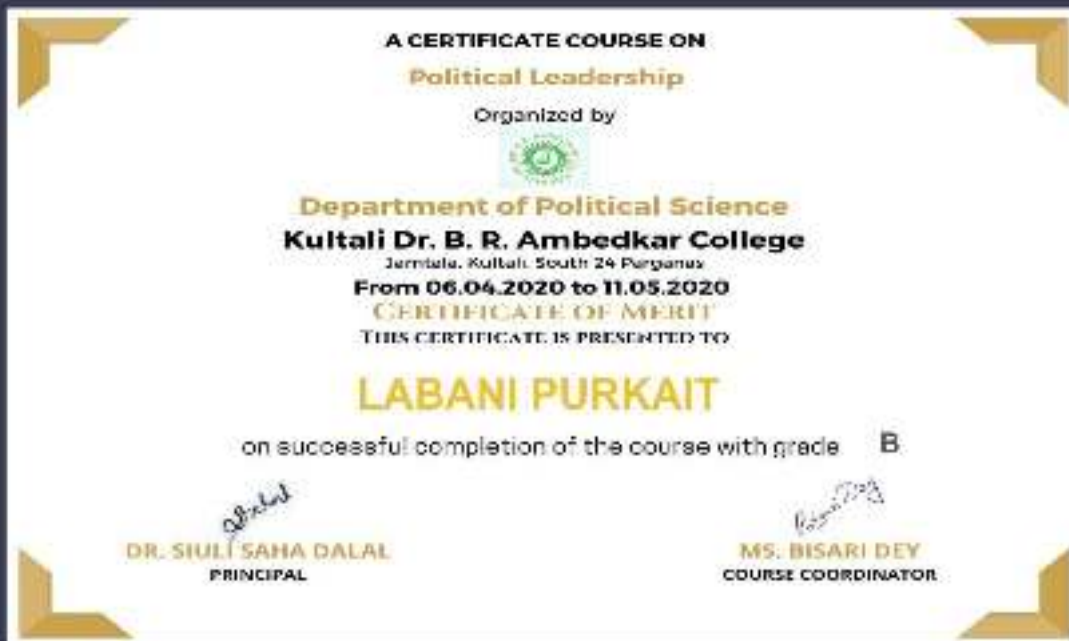 A CERTIFICATE COURSE ON
Political Leadership
Organized by
Department of Political Science
Kultali Dr. B. R. Ambedkar College
Jamtala, Kultali, South 24 Parganas
From 06.04.2020 to 11.05.2020
CERTIFICATE OF MERIT
THIS CERTIFICATE IS PRESENTED TO
LABANI PURKAIT
on successful completion of the course with grade B
DR. SIULI SAHA DALAL
PRINCIPAL
MS. BISARI DEY
COURSE COORDINATOR